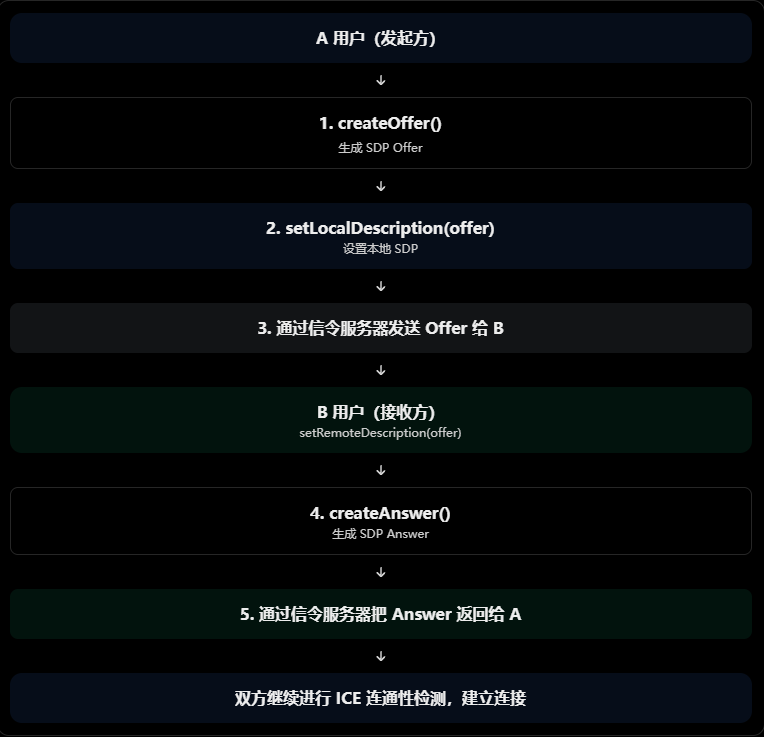 A 用户（发起方）
↓
1. createOffer()
生成 SDP Offer
↓
2. setLocalDescription(offer)
设置本地 SDP
↓
3. 通过信令服务器发送 Offer 给 B
↓
B 用户（接收方）
setRemoteDescription(offer)
↓
4. createAnswer()
生成 SDP Answer
↓
5. 通过信令服务器把 Answer 返回给 A
↓
双方继续进行 ICE 连通性检测，建立连接